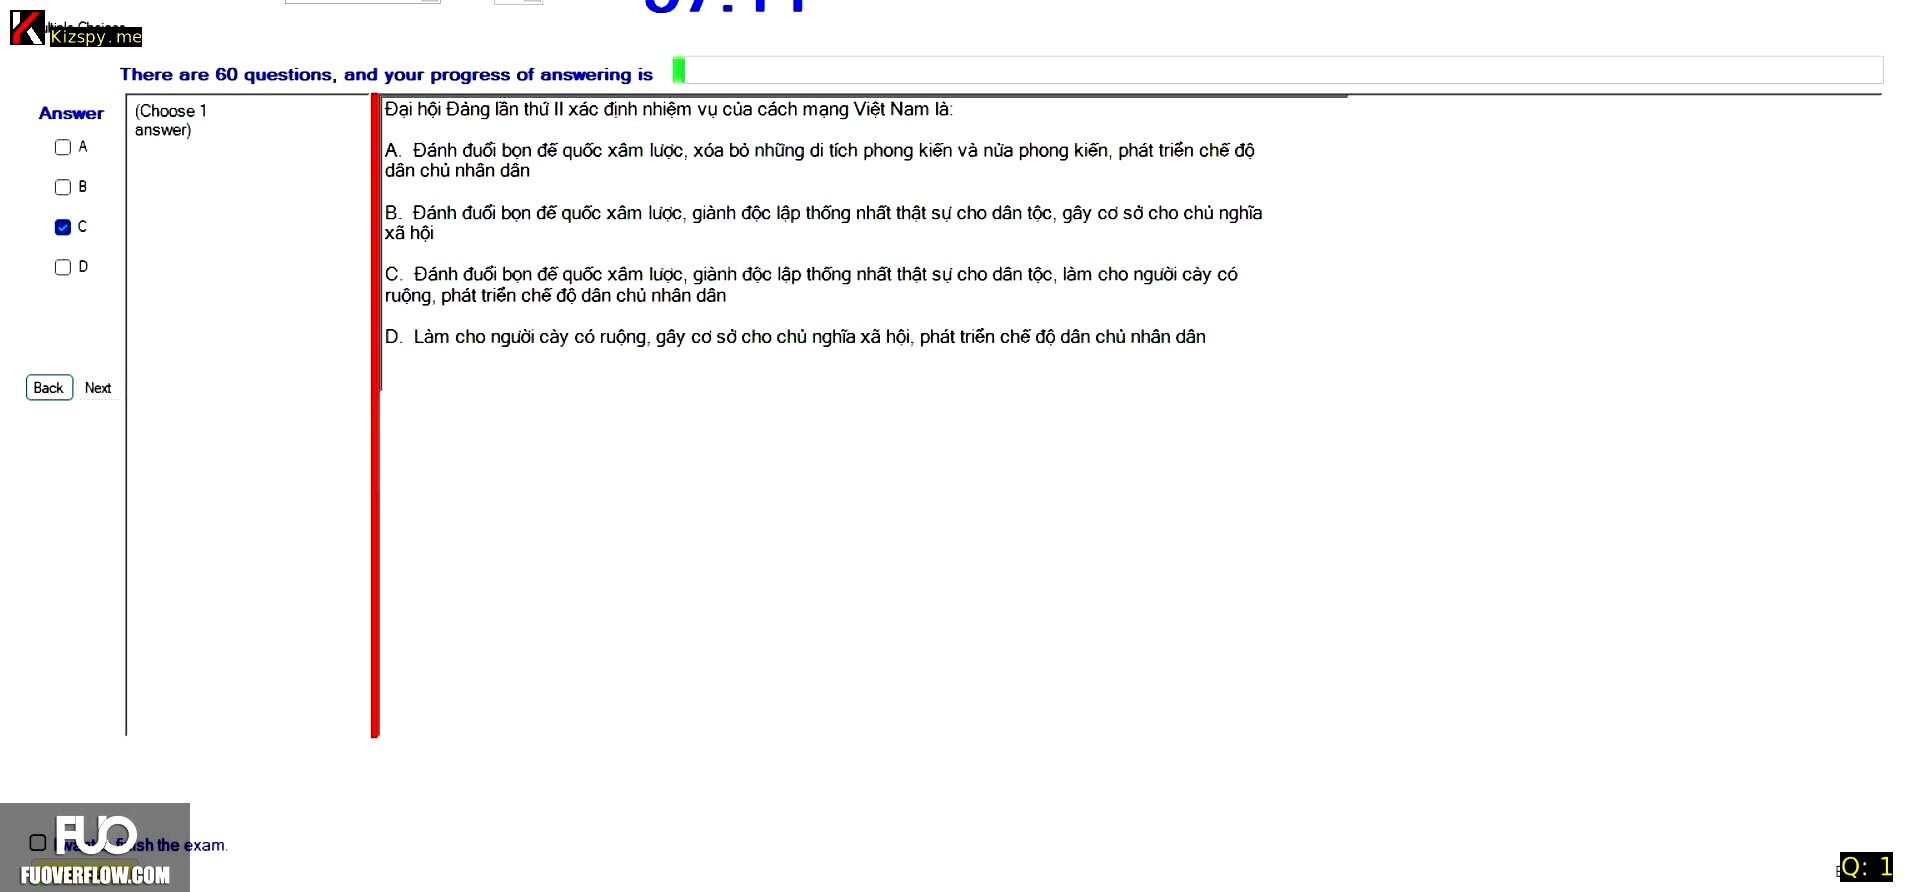 Kizspy.me
There are 60 questions, and your progress of answering is
Answer
A
B
C
D
Back Next
(Choose 1
answer)
Đại hội Đảng lần thứ II xác định nhiệm vụ của cách mạng Việt Nam là:
A. Đánh đuổi bọn đế quốc xâm lược, xóa bỏ những di tích phong kiến và nửa phong kiến, phát triển chế độ
dân chủ nhân dân
B. Đánh đuổi bọn đế quốc xâm lược, giành độc lập thống nhất thật sự cho dân tộc, gây cơ sở cho chủ nghĩa
xã hội
C. Đánh đuổi bọn đế quốc xâm lược, giành độc lập thống nhất thật sự cho dân tộc, làm cho người cày có
ruộng, phát triển chế độ dân chủ nhân dân
D. Làm cho người cày có ruộng, gây cơ sở cho chủ nghĩa xã hội, phát triển chế độ dân chủ nhân dân
the exam.
FUO
FUOVERFLOW.COM
Q: 1